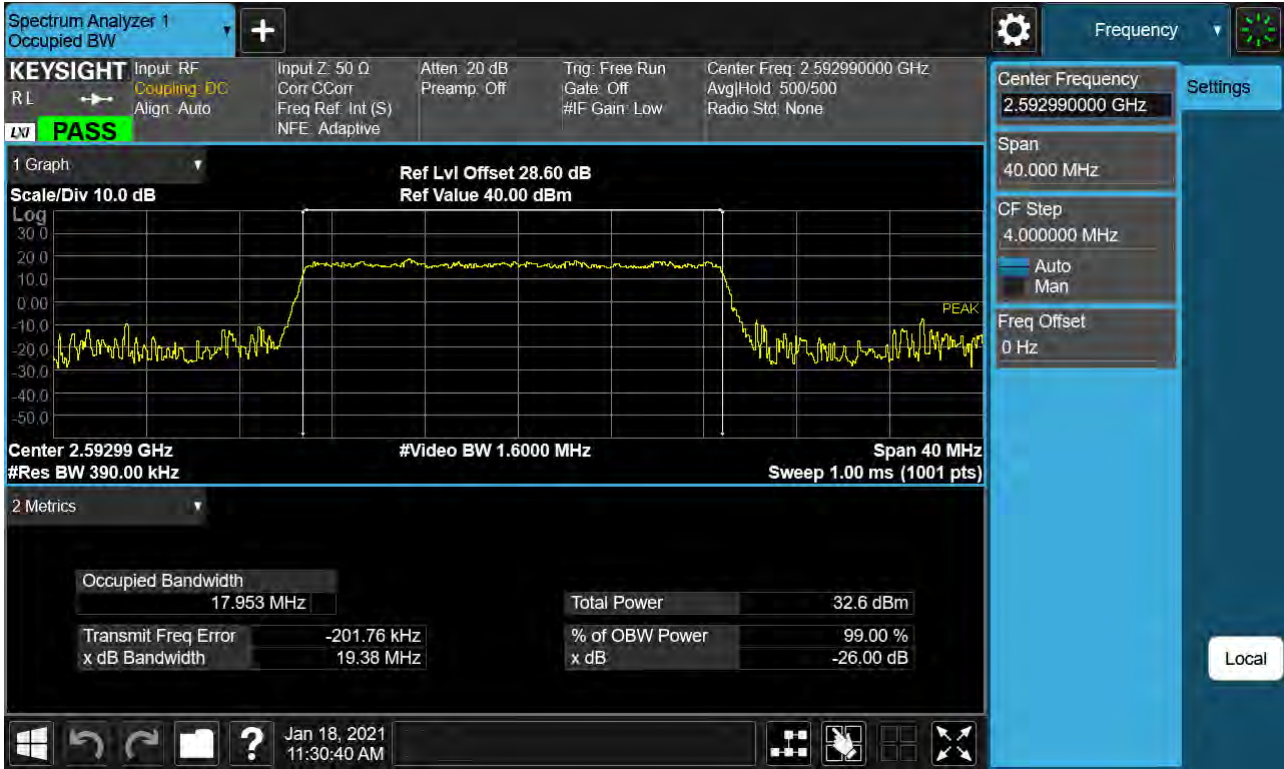 Spectrum Analyzer 1
Occupied BW
+
Frequency
KEYSIGHT
R L
LXI PASS
Input: RF
Coupling: DC
Align: Auto
Input Z: 50 Ω
Corr CCorr
Freq Ref: Int (S)
NFE: Adaptive
Atten: 20 dB
Preamp: Off
Trig: Free Run
Gate: Off
#IF Gain: Low
Center Freq: 2.592990000 GHz
Avg|Hold: 500/500
Radio Std: None
Center Frequency
2.592990000 GHz
Settings
Span
40.000 MHz
CF Step
4.000000 MHz
Auto
Man
Freq Offset
0 Hz
Local
1 Graph
Scale/Div 10.0 dB
Ref Lvl Offset 28.60 dB
Ref Value 40.00 dBm
Log
30.0
20.0
10.0
0.00
-10.0
-20.0
-30.0
-40.0
-50.0
PEAK
Center 2.59299 GHz
#Res BW 390.00 kHz
#Video BW 1.6000 MHz
Span 40 MHz
Sweep 1.00 ms (1001 pts)
2 Metrics
Occupied Bandwidth
17.953 MHz
Transmit Freq Error -201.76 kHz
x dB Bandwidth 19.38 MHz
Total Power 32.6 dBm
% of OBW Power 99.00 %
x dB -26.00 dB
?
Jan 18, 2021
11:30:40 AM